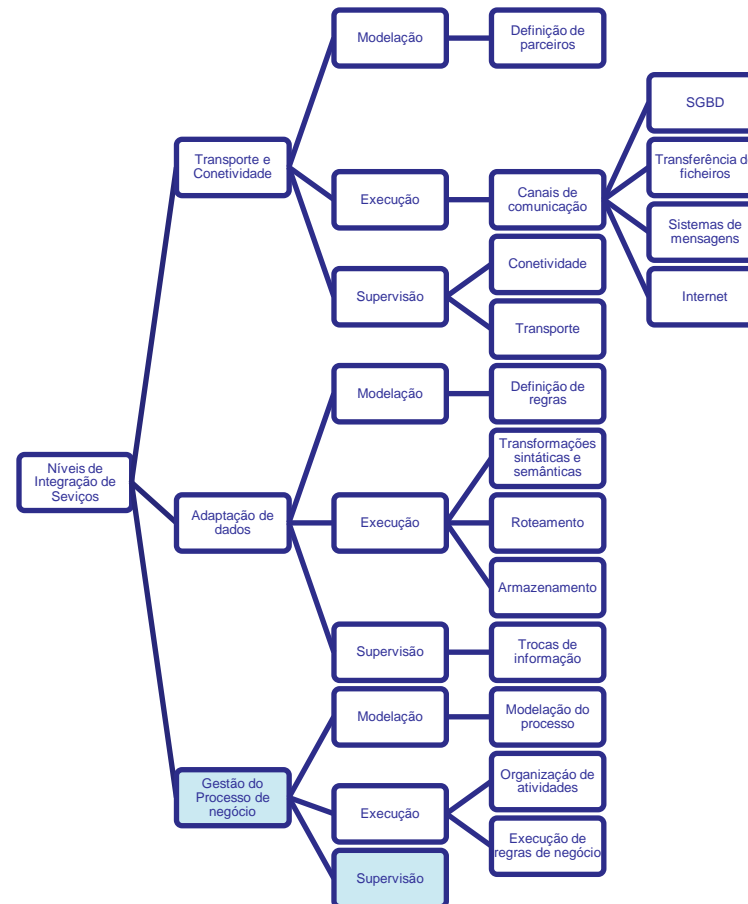 Modelação
Definição de
parceiros
SGBD
Transporte e
Conetividade
Transferência d
ficheiros
Execução
Canais de
comunicação
Sistemas de
mensagens
Conetividade
Internet
Supervisão
Transporte
Modelação
Definição de
regras
Transformações
sintáticas e
semânticas
Níveis de
Integração de
Seviços
Adaptação de
dados
Execução
Roteamento
Armazenamento
Supervisão
Trocas de
informação
Modelação
Modelação do
processo
Gestão do
Processo de
negócio
Organizaçáo de
atividades
Execução
Execução de
regras de negócio
Supervisão